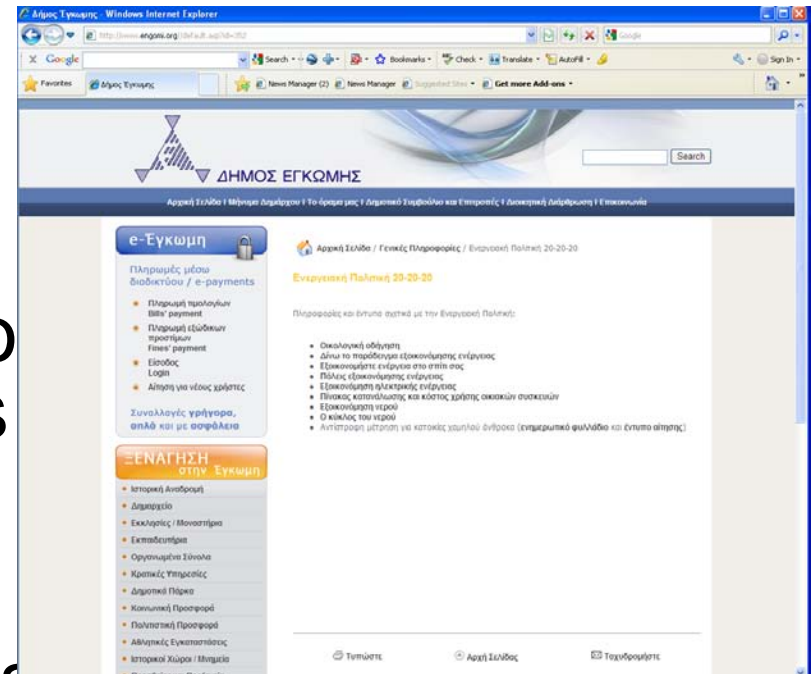 Δήμος Έγκωμης - Windows Internet Explorer
Google
Search
Bookmarks
Check
Translate
AutoFill
Sign In
Favorites
Δήμος Έγκωμης
News Manager (2)
News Manager
Suggested Sites
Get more Add-ons
ΔΗΜΟΣ ΕΓΚΩΜΗΣ
Search
Αρχική Σελίδα | Μήνυμα Δημάρχου | Το όραμα μας | Δημοτικό Συμβούλιο και Επιτροπές | Διοικητική Διάρθρωση | Επικοινωνία
e-Έγκωμη
Πληρωμές μέσω
διαδικτύου / e-payments
Πληρωμή τιμολογίων
Bills' payment
Πληρωμή εξώδικων
προστίμων
Fines' payment
Είσοδος
Login
Αίτηση για νέους χρήστες
Συναλλαγές γρήγορα,
απλά και με ασφάλεια
ΞΕΝΑΓΗΣΗ
στην Έγκωμη
Ιστορική Αναδρομή
Δημαρχείο
Εκκλησίες / Μοναστήρια
Εκπαιδευτήρια
Οργανωμένα Σύνολα
Κρατικές Υπηρεσίες
Δημοτικά Πάρκα
Κοινωνική Προσφορά
Πολιτιστική Προσφορά
Αθλητικές Εγκαταστάσεις
Ιστορικοί Χώροι / Μνημεία
Αρχική Σελίδα / Γενικές Πληροφορίες / Ενεργειακή Πολιτική 20-20-20
Ενεργειακή Πολιτική 20-20-20
Πληροφορίες και έντυπα σχετικά με την Ενεργειακή Πολιτική:
Οικολογική οδήγηση
Δίνω το παράδειγμα εξοικονόμησης ενέργειας
Εξοικονομήστε ενέργεια στο σπίτι σας
Πόλεις εξοικονόμησης ενέργειας
Εξοικονόμηση ηλεκτρικής ενέργειας
Πίνακας κατανάλωσης και κόστος χρήσης οικιακών συσκευών
Εξοικονόμηση νερού
Ο κύκλος του νερού
Αντίστροφη μέτρηση για κατοικίες χαμηλού άνθρακα (ενημερωτικό φυλλάδιο και έντυπο αίτησης)
Τυπώστε
Αρχή Σελίδας
Ταχυδρομήστε